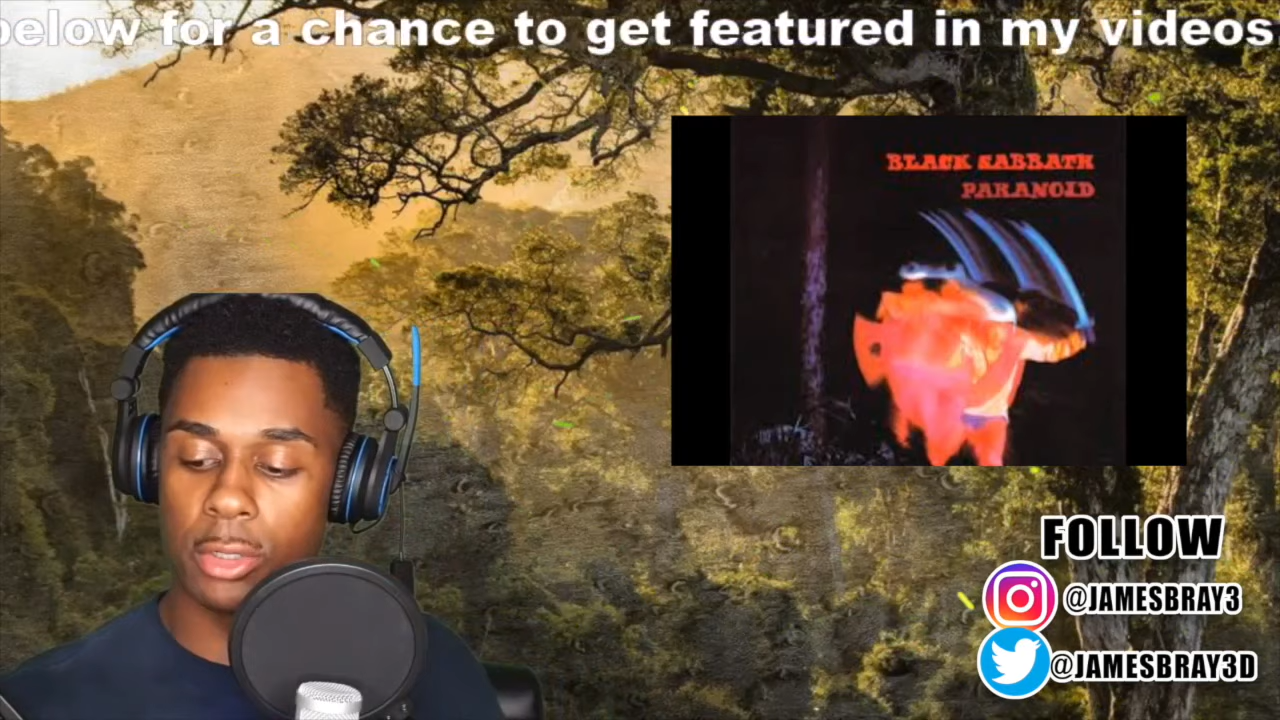 below for a chance to get featured in my videos
BLACK SABBATH
PARANOID
FOLLOW
@JAMESBRAY3
@JAMESBRAY3D